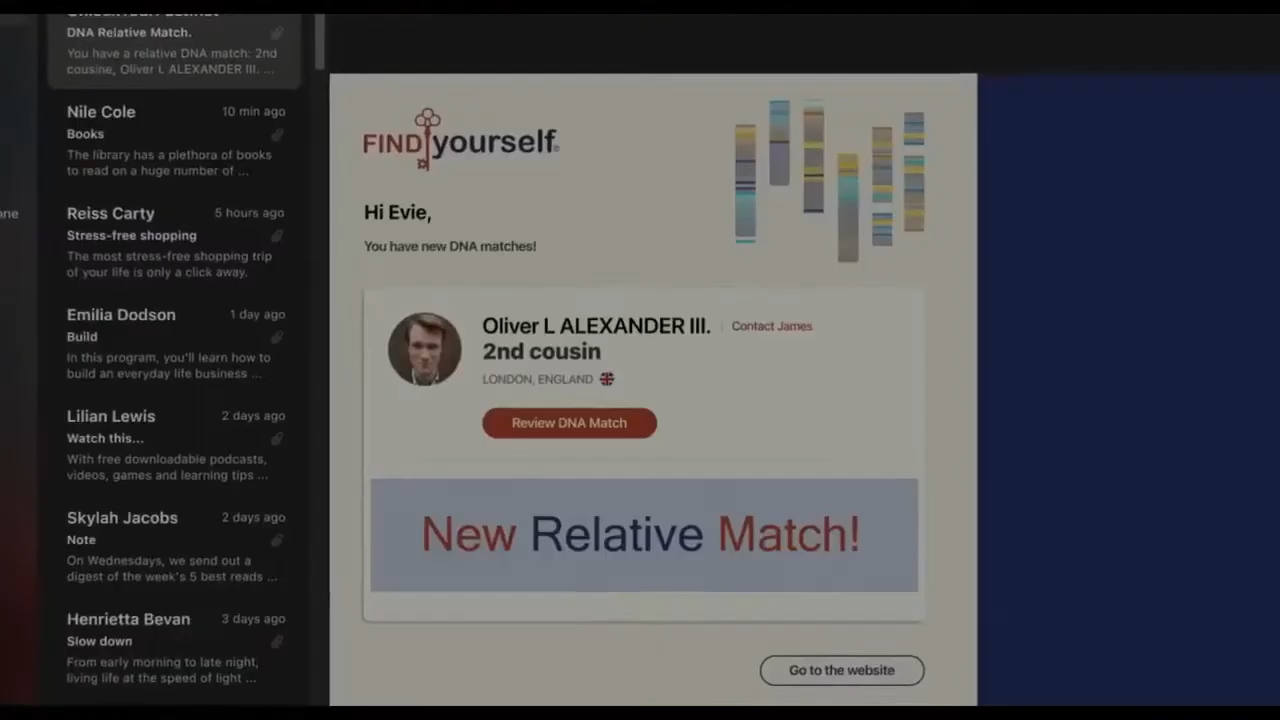 DNA Relative Match.
You have a relative DNA match: 2nd
cousine, Oliver L ALEXANDER III. ...
Nile Cole 10 min ago
Books
The library has a plethora of books
to read on a huge number of ...
Reiss Carty 5 hours ago
Stress-free shopping
The most stress-free shopping trip
of your life is only a click away.
Emilia Dodson 1 day ago
Build
In this program, you'll learn how to
build an everyday life business ...
Lilian Lewis 2 days ago
Watch this...
With free downloadable podcasts,
videos, games and learning tips ...
Skylah Jacobs 2 days ago
Note
On Wednesdays, we send out a
digest of the week's 5 best reads ...
Henrietta Bevan 3 days ago
Slow down
From early morning to late night,
living life at the speed of light ...
FIND yourself
Hi Evie,
You have new DNA matches!
Oliver L ALEXANDER III. Contact James
2nd cousin
LONDON, ENGLAND
Review DNA Match
New Relative Match!
Go to the website